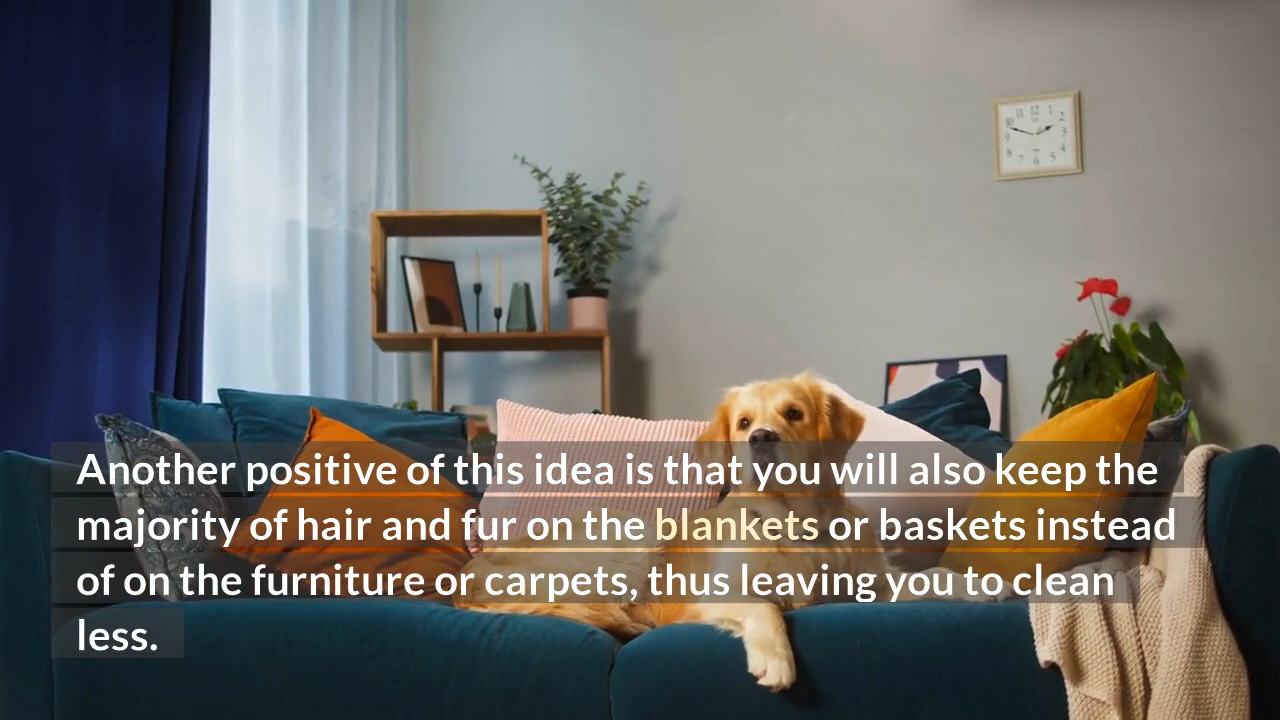 Another positive of this idea is that you will also keep the
majority of hair and fur on the blankets or baskets instead
of on the furniture or carpets, thus leaving you to clean
less.